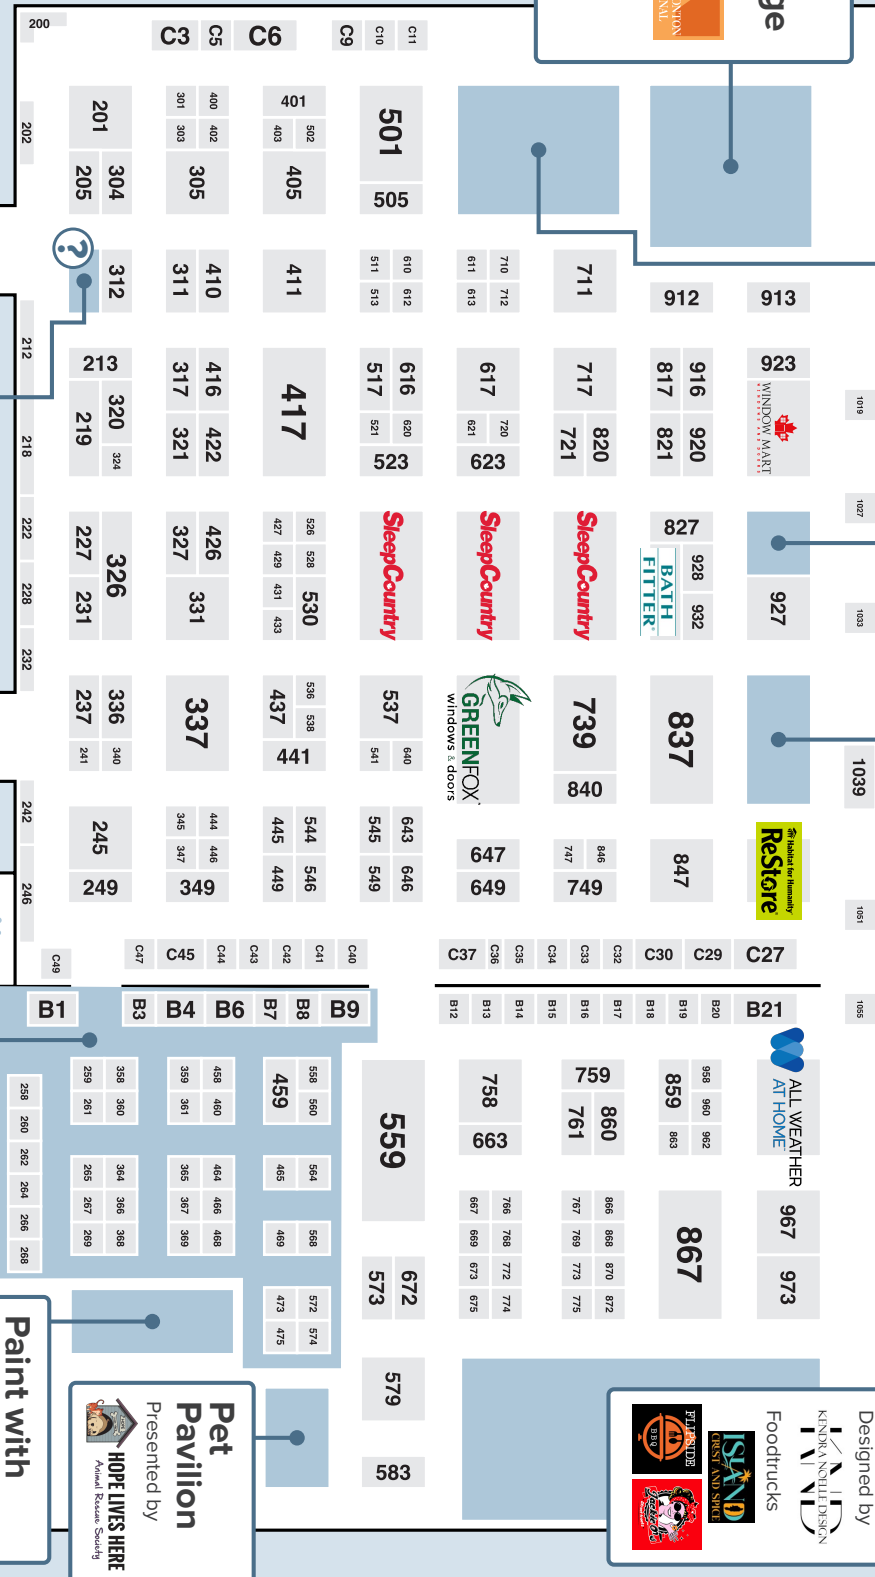 200
C3
C5
C6
C9
C10
C11
NTON
NAL
ge
202
201
205
304
301
400
303
402
305
401
403
502
405
501
505
312
311
410
411
511
610
513
612
611
710
613
712
711
912
913
?
212
213
219
320
324
317
416
321
422
417
517
616
521
620
523
617
621
720
623
717
721
820
817
916
821
920
923
WINDOW MART
WINDOWS AND DOORS
1019
218
222
228
232
227
326
231
327
426
331
427
526
429
528
431
433
530
SleepCountry
SleepCountry
SleepCountry
827
BATH
FITTER®
928
932
927
1027
1033
237
336
241
340
337
437
536
538
441
537
541
640
GREENFOX
windows & doors
739
840
837
1039
242
246
245
249
345
444
347
446
349
445
544
449
546
545
643
549
646
647
649
747
846
749
847
Habitat for Humanity
ReStore
1051
C49
C47
C45
C44
C43
C42
C41
C40
C37
C36
C35
C34
C33
C32
C30
C29
C27
B1
B3
B4
B6
B7
B8
B9
B12
B13
B14
B15
B16
B17
B18
B19
B20
B21
1055
258
260
262
264
266
268
259
358
261
360
265
364
267
366
269
368
359
458
361
460
365
464
367
466
369
468
459
558
560
465
564
469
568
473
572
475
574
559
573
672
579
583
758
663
667
766
669
768
673
772
675
774
759
761
860
767
866
769
868
773
870
775
872
859
958
960
863
962
867
ALL WEATHER
AT HOME
967
973
Paint with
Pet
Pavilion
Presented by
HOPE LIVES HERE
Animal Rescue Society
Designed by
KND
KENDRA NOELLE DESIGN
Foodtrucks
FLIPSIDE
BBQ
ISLAND
CRUST AND SPICE